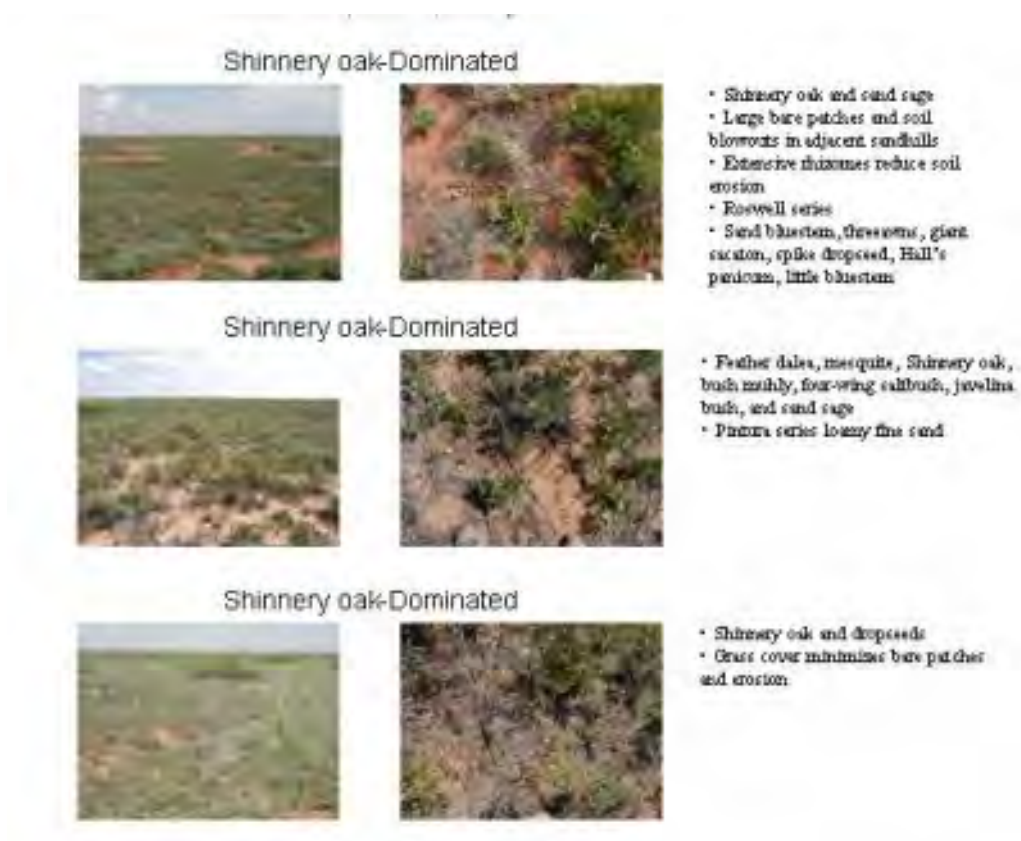 Shinnery oak-Dominated
• Shinnery oak and sand sage
• Large bare patches and soil
blowouts in adjacent sandhills
• Extensive rhizomes reduce soil
erosion
• Roswell series
• Sand bluestem, threeawns, giant
sacaton, spike dropseed, Hall's
panicum, little bluestem
Shinnery oak-Dominated
• Feather dalea, mesquite, Shinnery oak,
bush muhly, four-wing saltbush, javelina
bush, and sand sage
• Pintura series loamy fine sand
Shinnery oak-Dominated
• Shinnery oak and dropseeds
• Grass cover minimizes bare patches
and erosion